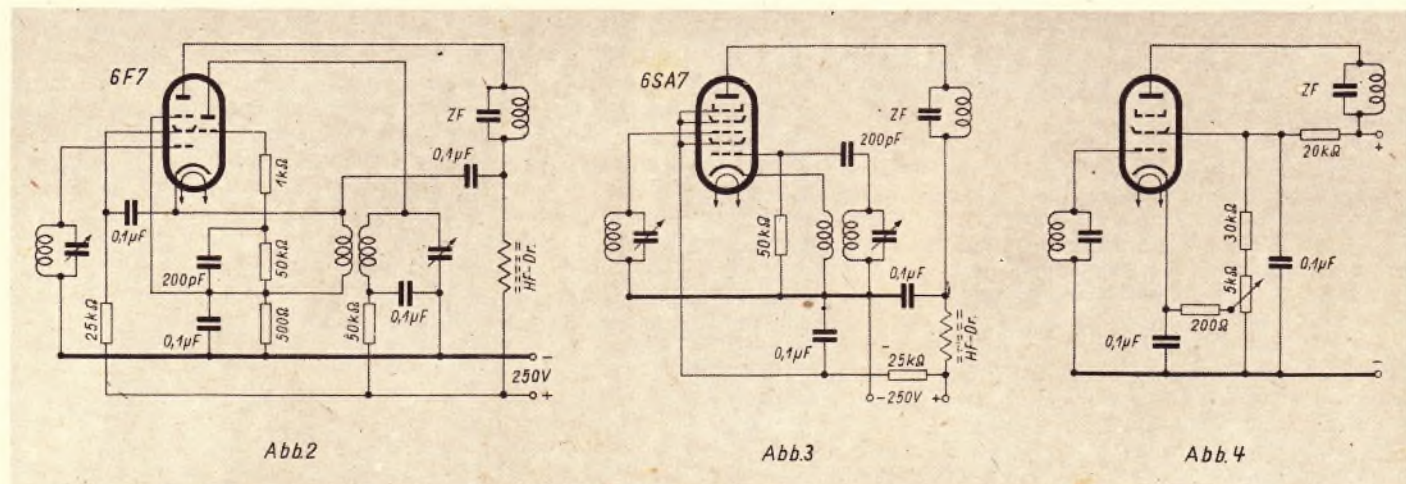 6F7
ZF
0,1µF
1kΩ
0,1µF
50kΩ
200pF
25kΩ
0,1µF
500Ω
50kΩ
0,1µF
HF-Dr.
-
250V
+
Abb.2
6SA7
ZF
200pF
50kΩ
0,1µF
0,1µF
25kΩ
HF-Dr.
-250V
+
Abb.3
ZF
20kΩ
+
30kΩ
5kΩ
0,1µF
200Ω
0,1µF
-
Abb.4